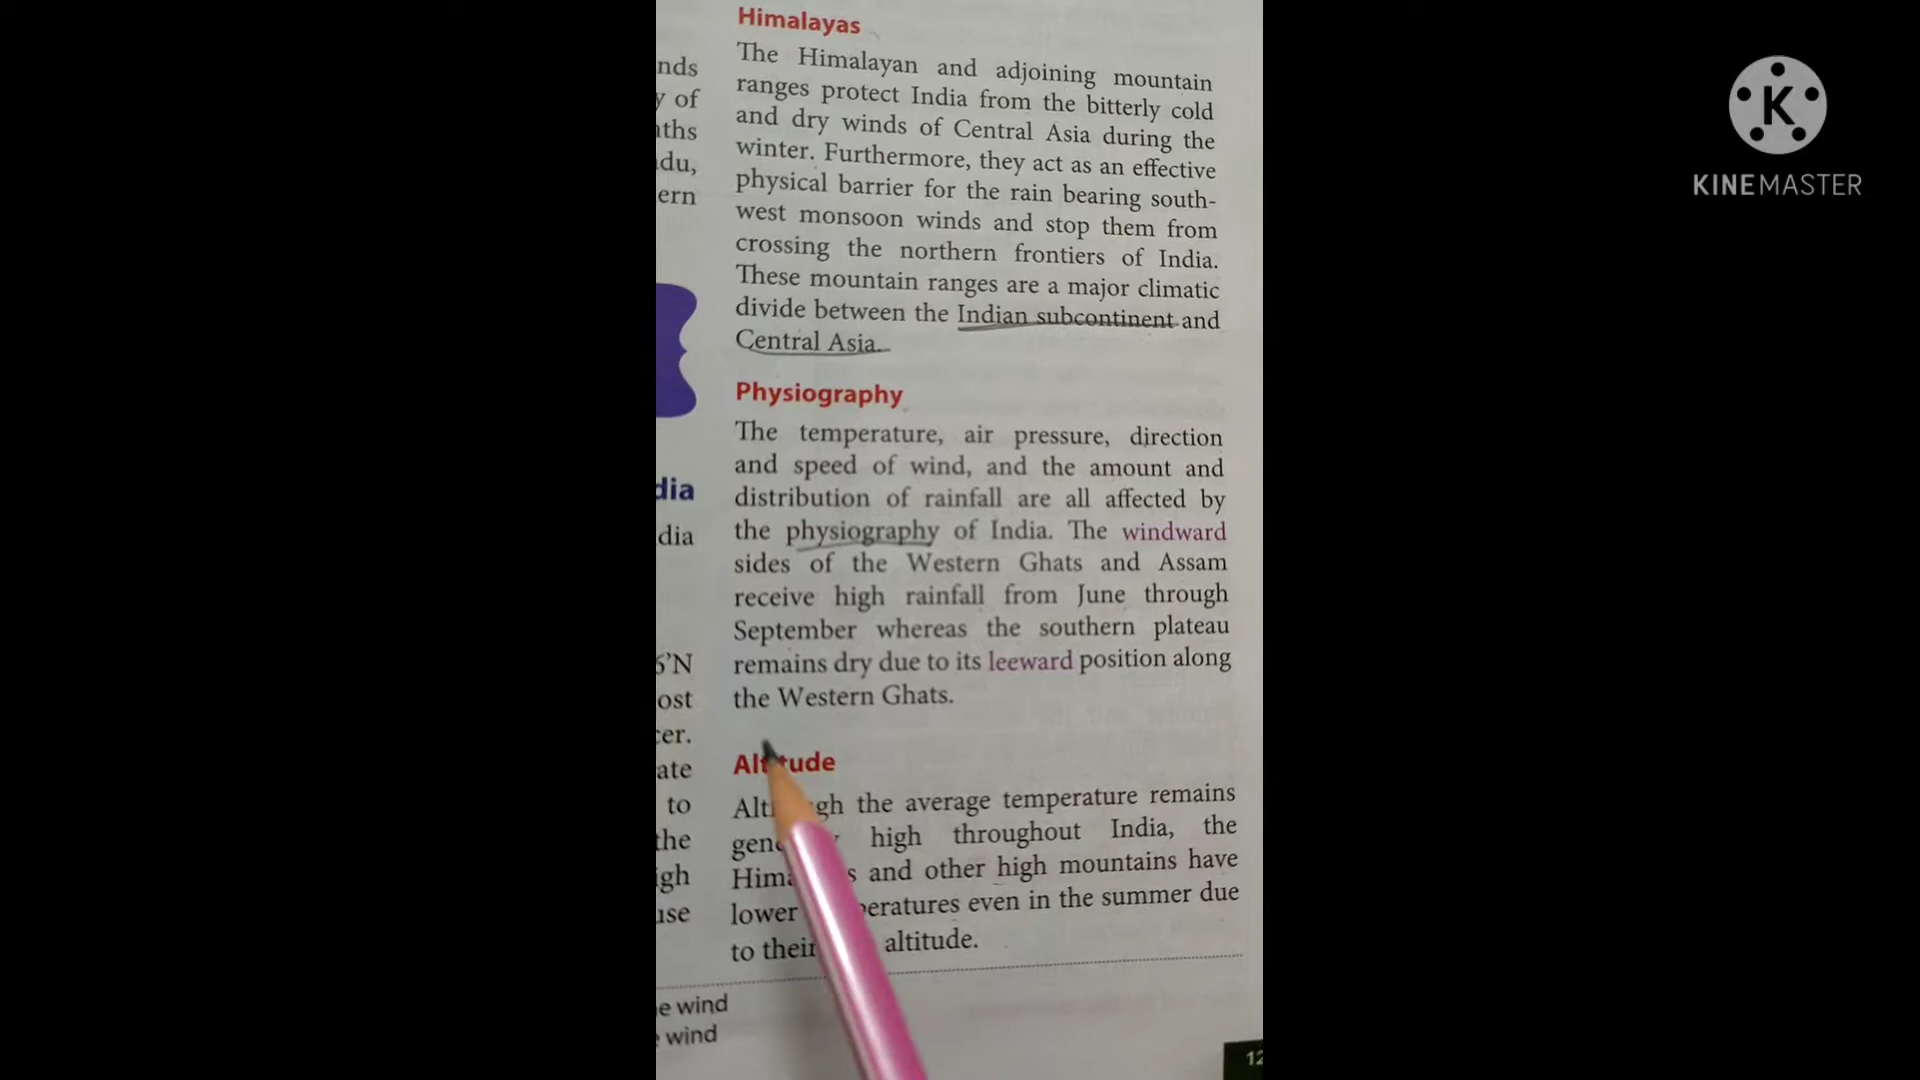 Himalayas
The Himalayan and adjoining mountain
ranges protect India from the bitterly cold
and dry winds of Central Asia during the
winter. Furthermore, they act as an effective
physical barrier for the rain bearing south-
west monsoon winds and stop them from
crossing the northern frontiers of India.
These mountain ranges are a major climatic
divide between the Indian subcontinent and
Central Asia.
Physiography
The temperature, air pressure, direction
and speed of wind, and the amount and
distribution of rainfall are all affected by
the physiography of India. The windward
sides of the Western Ghats and Assam
receive high rainfall from June through
September whereas the southern plateau
remains dry due to its leeward position along
the Western Ghats.
Altitude
the average temperature remains
high throughout India, the
and other high mountains have
lower even in the summer due
to their altitude.
nds
y of
du,
ern
dia
dia
6'N
ost
cer.
ate
to
the
igh
use
e wind
wind
12
KINEMASTER